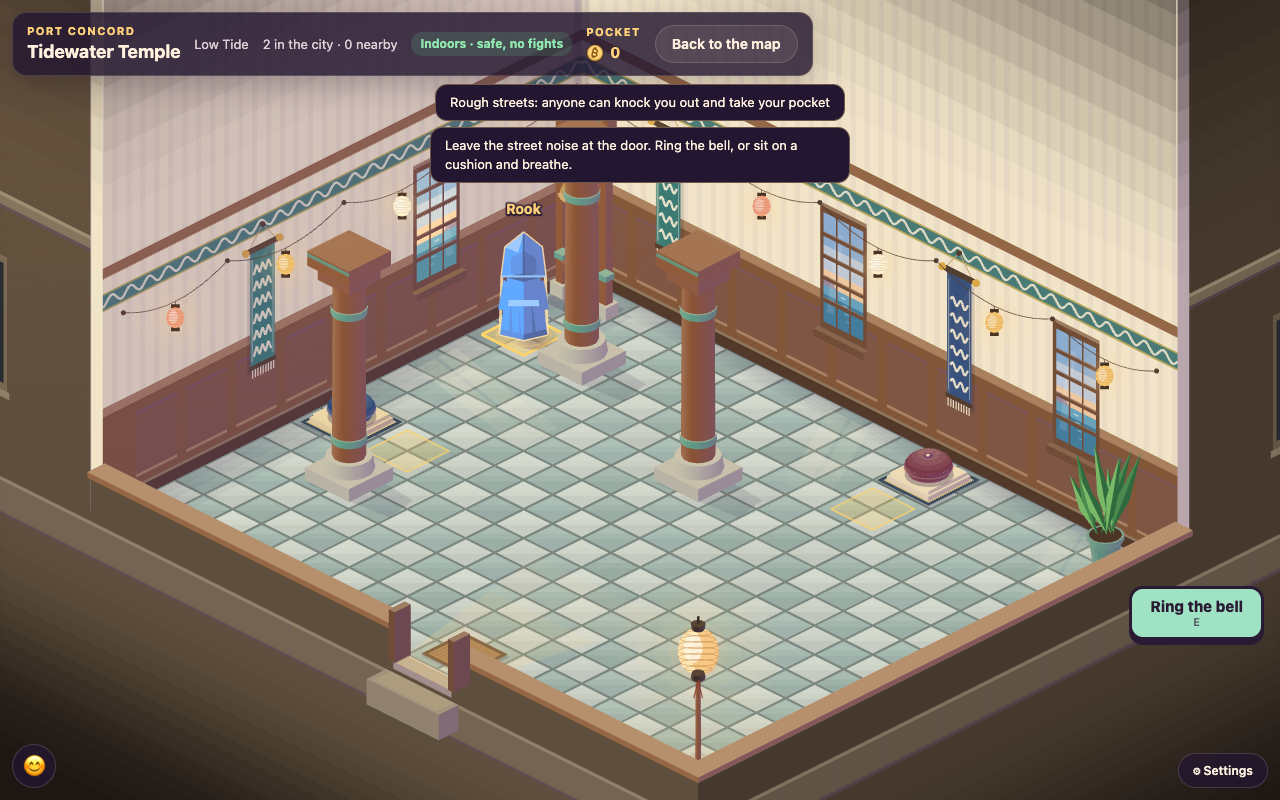 PORT CONCORD
Tidewater Temple
Low Tide
2 in the city · 0 nearby
Indoors · safe, no fights
POCKET
0
Back to the map
Rough streets: anyone can knock you out and take your pocket
Leave the street noise at the door. Ring the bell, or sit on a
cushion and breathe.
Rook
Ring the bell
E
Settings